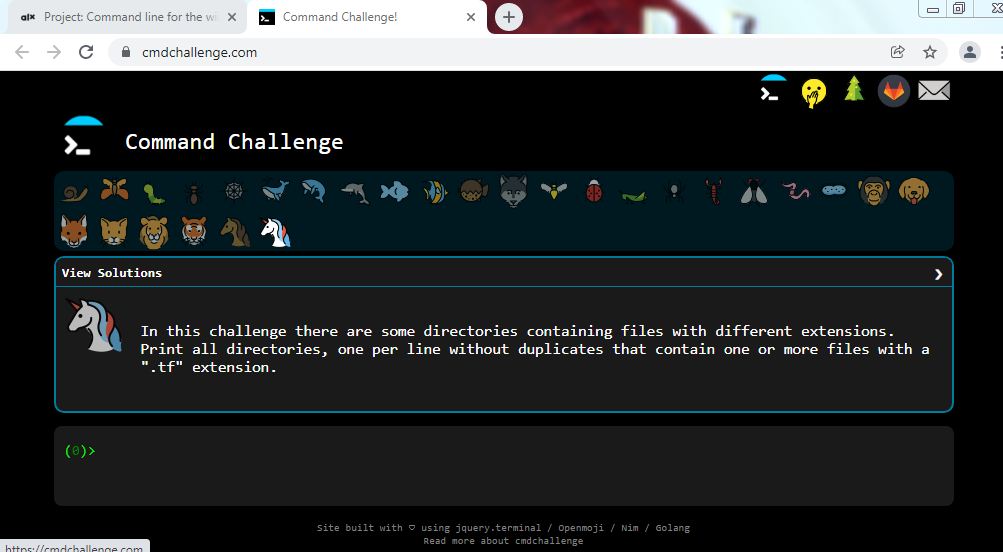 alx Project: Command line for the wi
Command Challenge!
cmdchallenge.com
Command Challenge
View Solutions
In this challenge there are some directories containing files with different extensions.
Print all directories, one per line without duplicates that contain one or more files with a
".tf" extension.
(0)>
Site built with ♡ using jquery.terminal / Openmoji / Nim / Golang
Read more about cmdchallenge
https://cmdchallenge.com